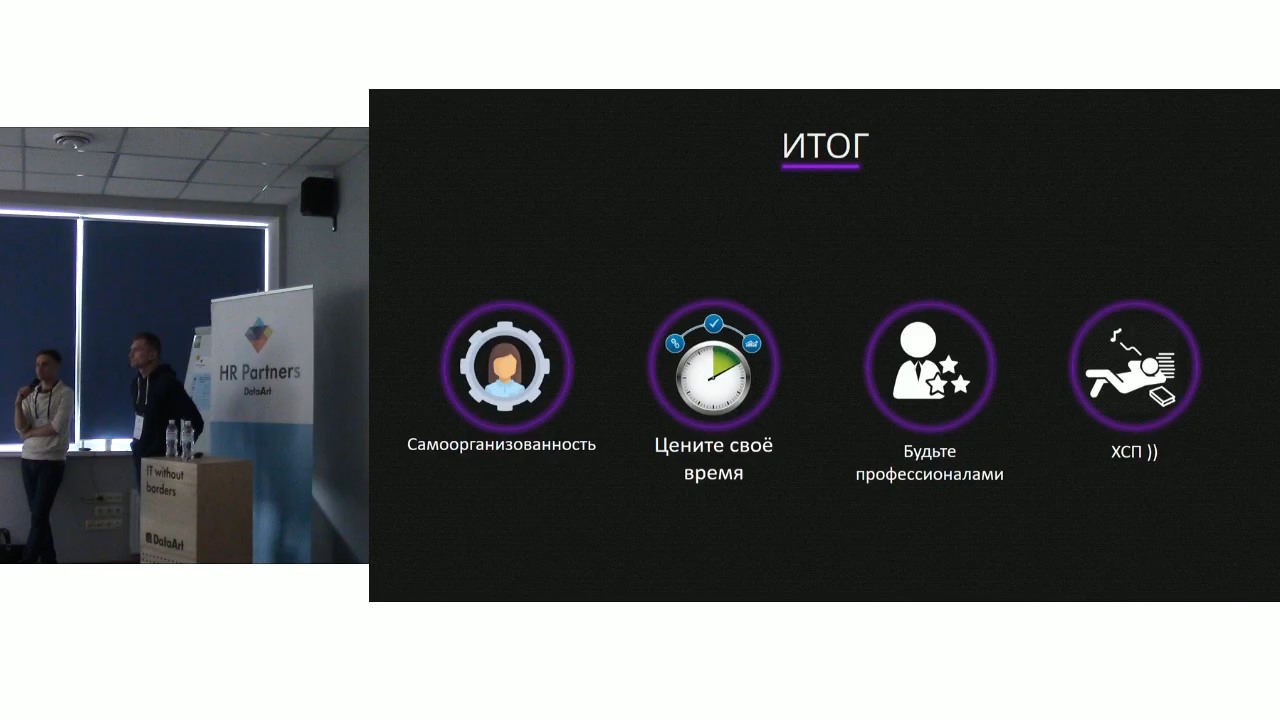 HR Partners
DataArt
IT without
borders
DataArt
ИТОГ
Самоорганизованность
Цените своё
время
Будьте
профессионалами
ХСП ))